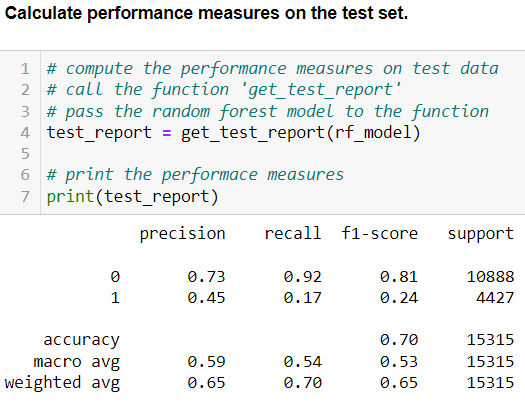 Calculate performance measures on the test set.
1 # compute the performance measures on test data
2 # call the function 'get_test_report'
3 # pass the random forest model to the function
4 test_report = get_test_report(rf_model)
5
6 # print the performace measures
7 print(test_report)
precision recall f1-score support
0 0.73 0.92 0.81 10888
1 0.45 0.17 0.24 4427
accuracy 0.70 15315
macro avg 0.59 0.54 0.53 15315
weighted avg 0.65 0.70 0.65 15315